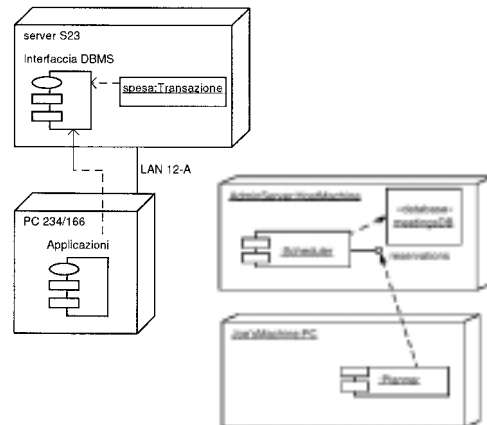 server S23
Interfaccia DBMS
spesa:Transazione
LAN 12-A
PC 234/166
Applicazioni
AdminServer:HostMachine
«database»
meetingsDB
:Scheduler
reservations
Joe'sMachine:PC
:Planner